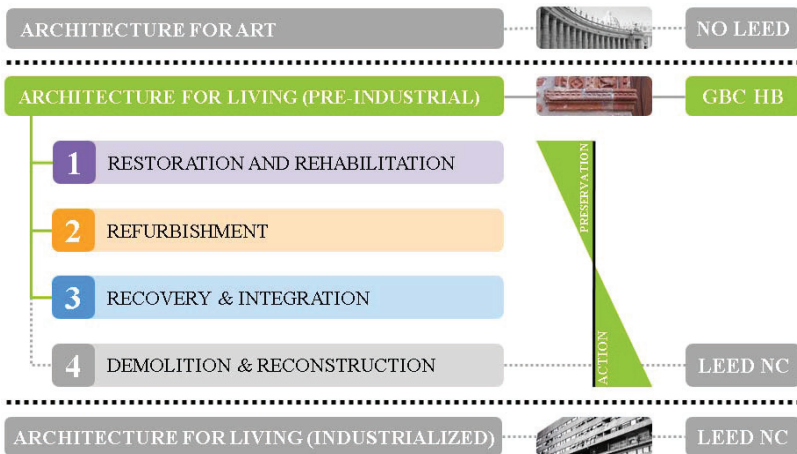 ARCHITECTURE FOR ART NO LEED
ARCHITECTURE FOR LIVING (PRE-INDUSTRIAL) GBC HB
1 RESTORATION AND REHABILITATION
PRESERVATION
2 REFURBISHMENT
3 RECOVERY & INTEGRATION
4 DEMOLITION & RECONSTRUCTION
ACTION
LEED NC
ARCHITECTURE FOR LIVING (INDUSTRIALIZED) LEED NC